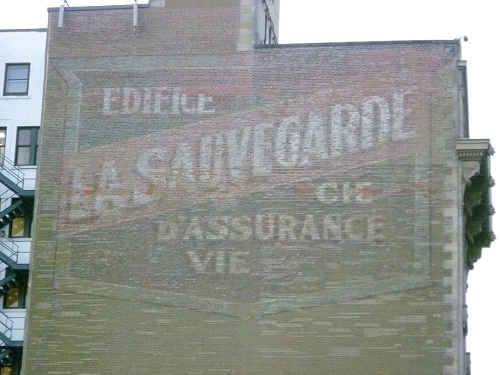 EDIFICE
LA SAUVEGARDE
CIE
D'ASSURANCE
VIE